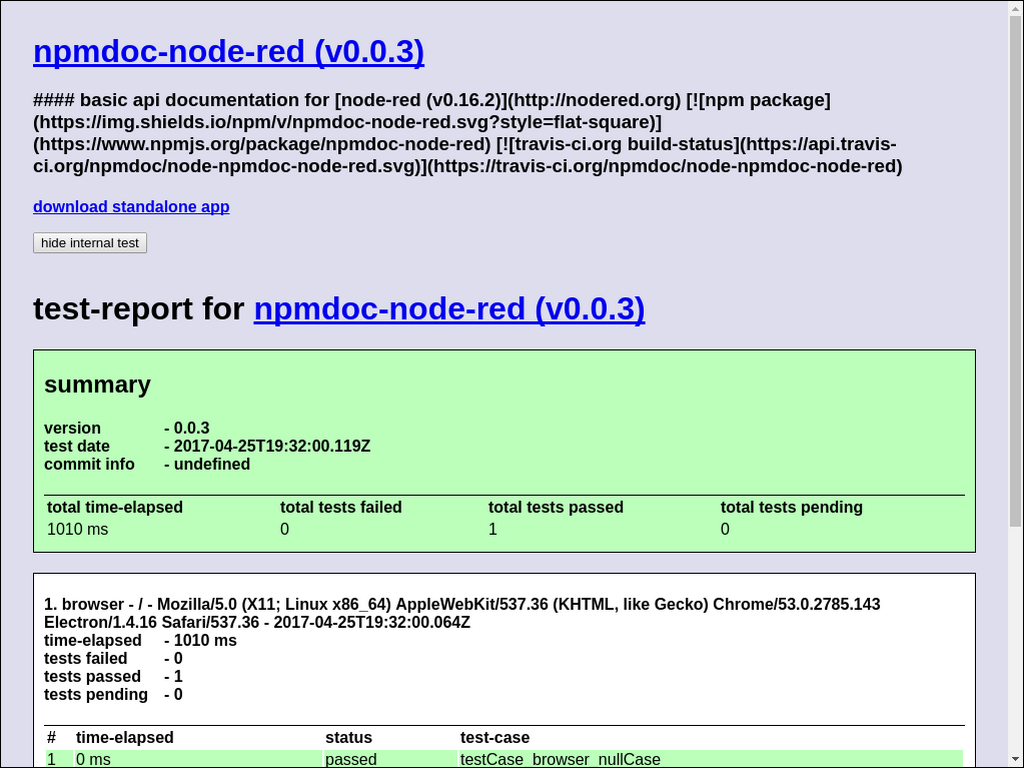 npmdoc-node-red (v0.0.3)
#### basic api documentation for [node-red (v0.16.2)](http://nodered.org) [![npm package]
(https://img.shields.io/npm/v/npmdoc-node-red.svg?style=flat-square)]
(https://www.npmjs.org/package/npmdoc-node-red) [![travis-ci.org build-status](https://api.travis-
ci.org/npmdoc/node-npmdoc-node-red.svg)](https://travis-ci.org/npmdoc/node-npmdoc-node-red)
download standalone app
hide internal test
test-report for npmdoc-node-red (v0.0.3)
summary
version - 0.0.3
test date - 2017-04-25T19:32:00.119Z
commit info - undefined
total time-elapsed total tests failed total tests passed total tests pending
1010 ms 0 1 0
1. browser - / - Mozilla/5.0 (X11; Linux x86_64) AppleWebKit/537.36 (KHTML, like Gecko) Chrome/53.0.2785.143
Electron/1.4.16 Safari/537.36 - 2017-04-25T19:32:00.064Z
time-elapsed - 1010 ms
tests failed - 0
tests passed - 1
tests pending - 0
# time-elapsed status test-case
1 0 ms passed testCase_browser_nullCase